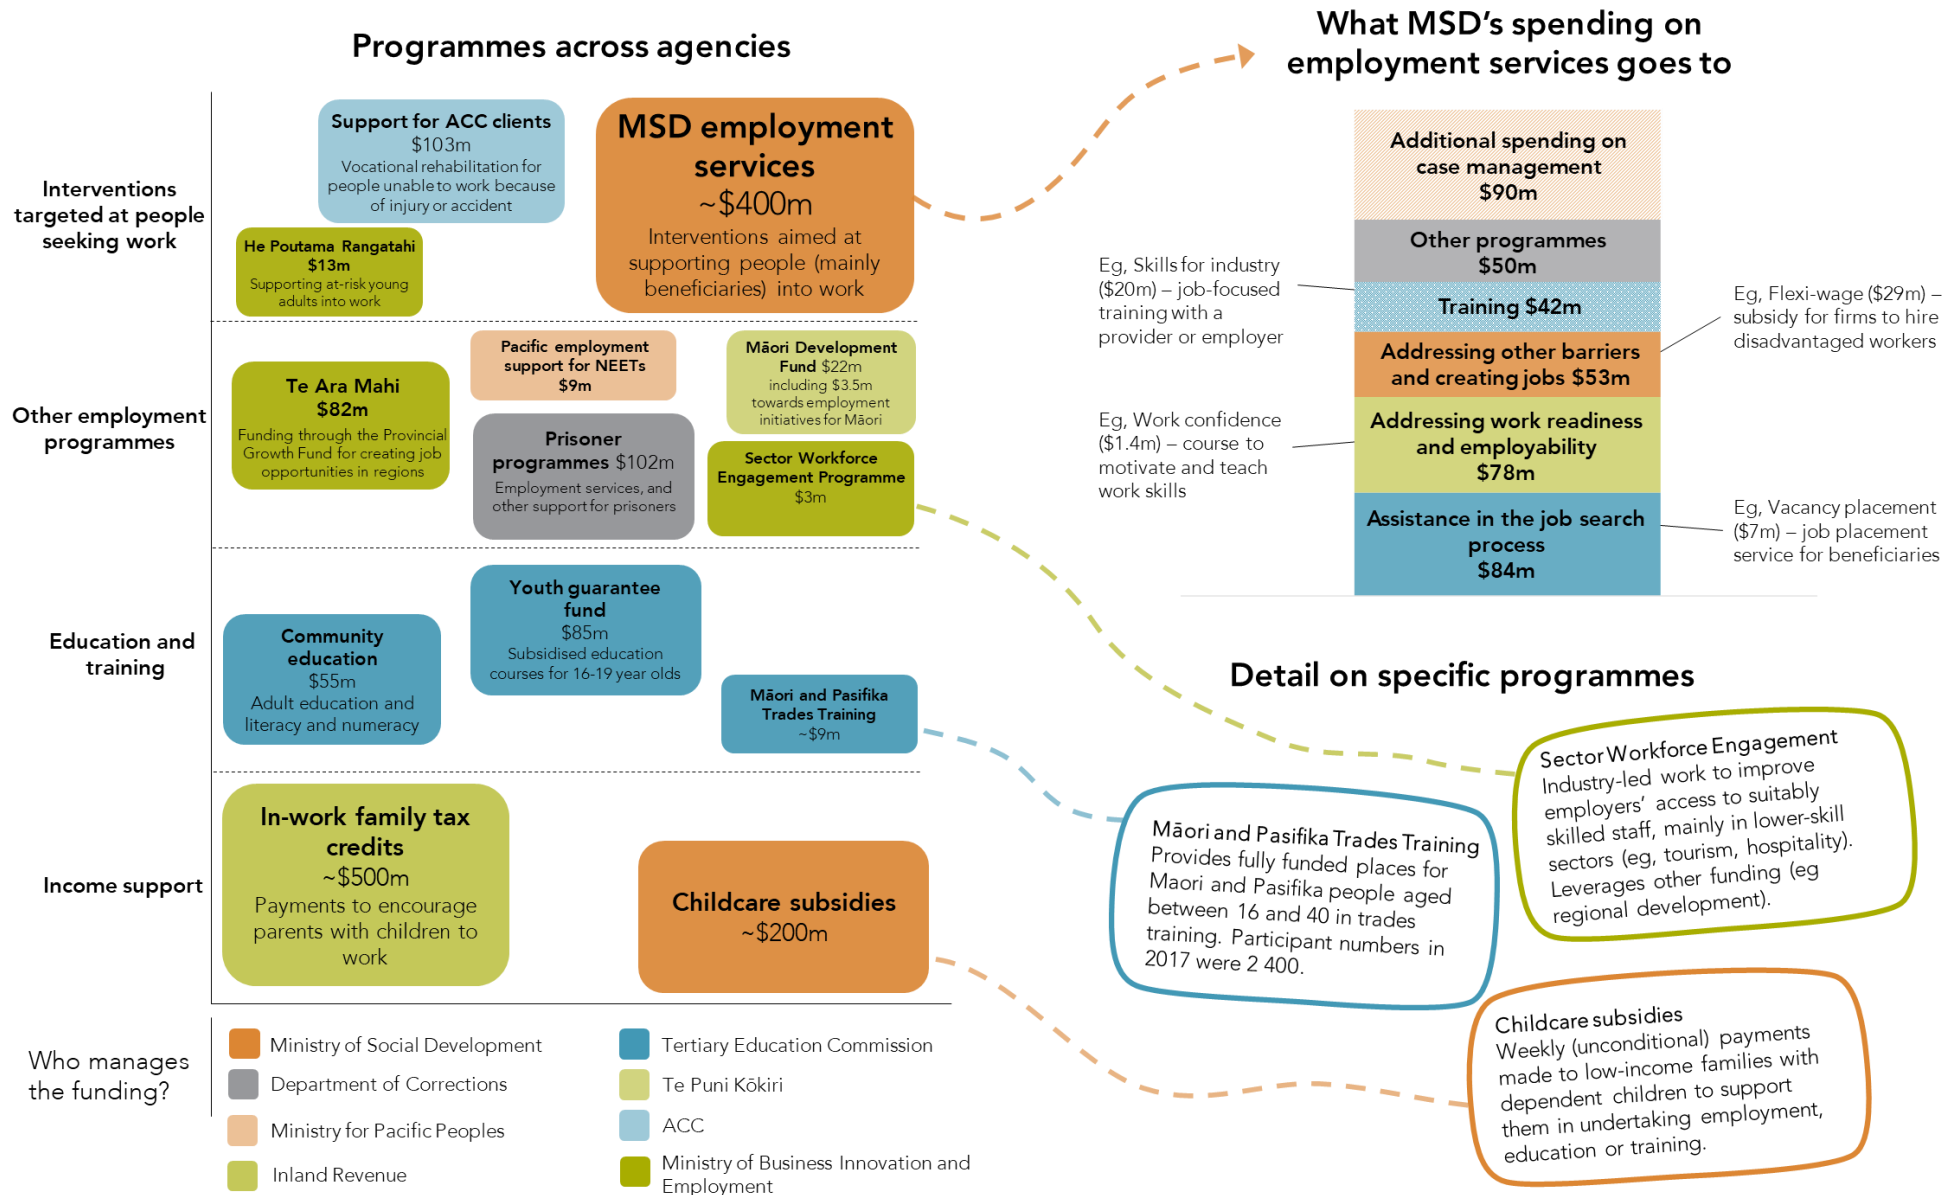 Programmes across agencies
Interventions
targeted at people
seeking work
Support for ACC clients
$103m
Vocational rehabilitation for
people unable to work because
of injury or accident
MSD employment
services
~$400m
Interventions aimed at
supporting people (mainly
beneficiaries) into work
He Poutama Rangatahi
$13m
Supporting at-risk young
adults into work
Other employment
programmes
Te Ara Mahi
$82m
Funding through the Provincial
Growth Fund for creating job
opportunities in regions
Pacific employment
support for NEETs
$9m
Māori Development
Fund $22m
including $3.5m
towards employment
initiatives for Māori
Prisoner
programmes $102m
Employment services, and
other support for prisoners
Sector Workforce
Engagement Programme
$3m
Education and
training
Community
education
$55m
Adult education and
literacy and numeracy
Youth guarantee
fund
$85m
Subsidised education
courses for 16-19 year olds
Māori and Pasifika
Trades Training
~$9m
Income support
In-work family tax
credits
~$500m
Payments to encourage
parents with children to
work
Childcare subsidies
~$200m
Who manages
the funding?
Ministry of Social Development
Department of Corrections
Ministry for Pacific Peoples
Inland Revenue
Tertiary Education Commission
Te Puni Kōkiri
ACC
Ministry of Business Innovation and
Employment
What MSD's spending on
employment services goes to
Additional spending on
case management
$90m
Other programmes
$50m
Training $42m
Addressing other barriers
and creating jobs $53m
Addressing work readiness
and employability
$78m
Assistance in the job search
process
$84m
Eg, Skills for industry
($20m) – job-focused
training with a
provider or employer
Eg, Flexi-wage ($29m) –
subsidy for firms to hire
disadvantaged workers
Eg, Work confidence
($1.4m) – course to
motivate and teach
work skills
Eg, Vacancy placement
($7m) – job placement
service for beneficiaries
Detail on specific programmes
Sector Workforce Engagement
Industry-led work to improve
employers' access to suitably
skilled staff, mainly in lower-skill
sectors (eg, tourism, hospitality).
Leverages other funding (eg
regional development).
Māori and Pasifika Trades Training
Provides fully funded places for
Maori and Pasifika people aged
between 16 and 40 in trades
training. Participant numbers in
2017 were 2 400.
Childcare subsidies
Weekly (unconditional) payments
made to low-income families with
dependent children to support
them in undertaking employment,
education or training.